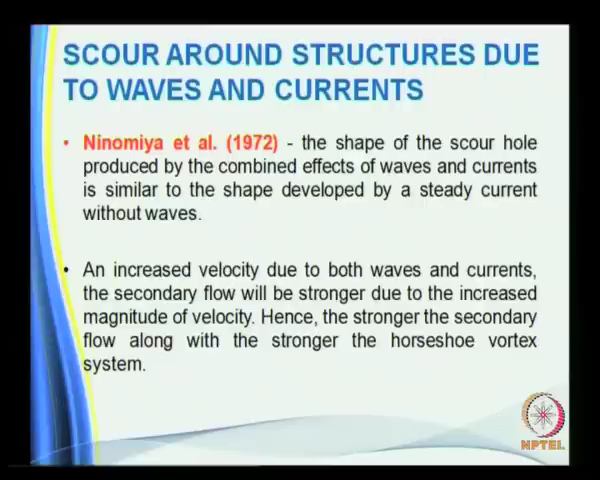 SCOUR AROUND STRUCTURES DUE
TO WAVES AND CURRENTS
• Ninomiya et al. (1972) - the shape of the scour hole
produced by the combined effects of waves and currents
is similar to the shape developed by a steady current
without waves.
• An increased velocity due to both waves and currents,
the secondary flow will be stronger due to the increased
magnitude of velocity. Hence, the stronger the secondary
flow along with the stronger the horseshoe vortex
system.
NPTEL